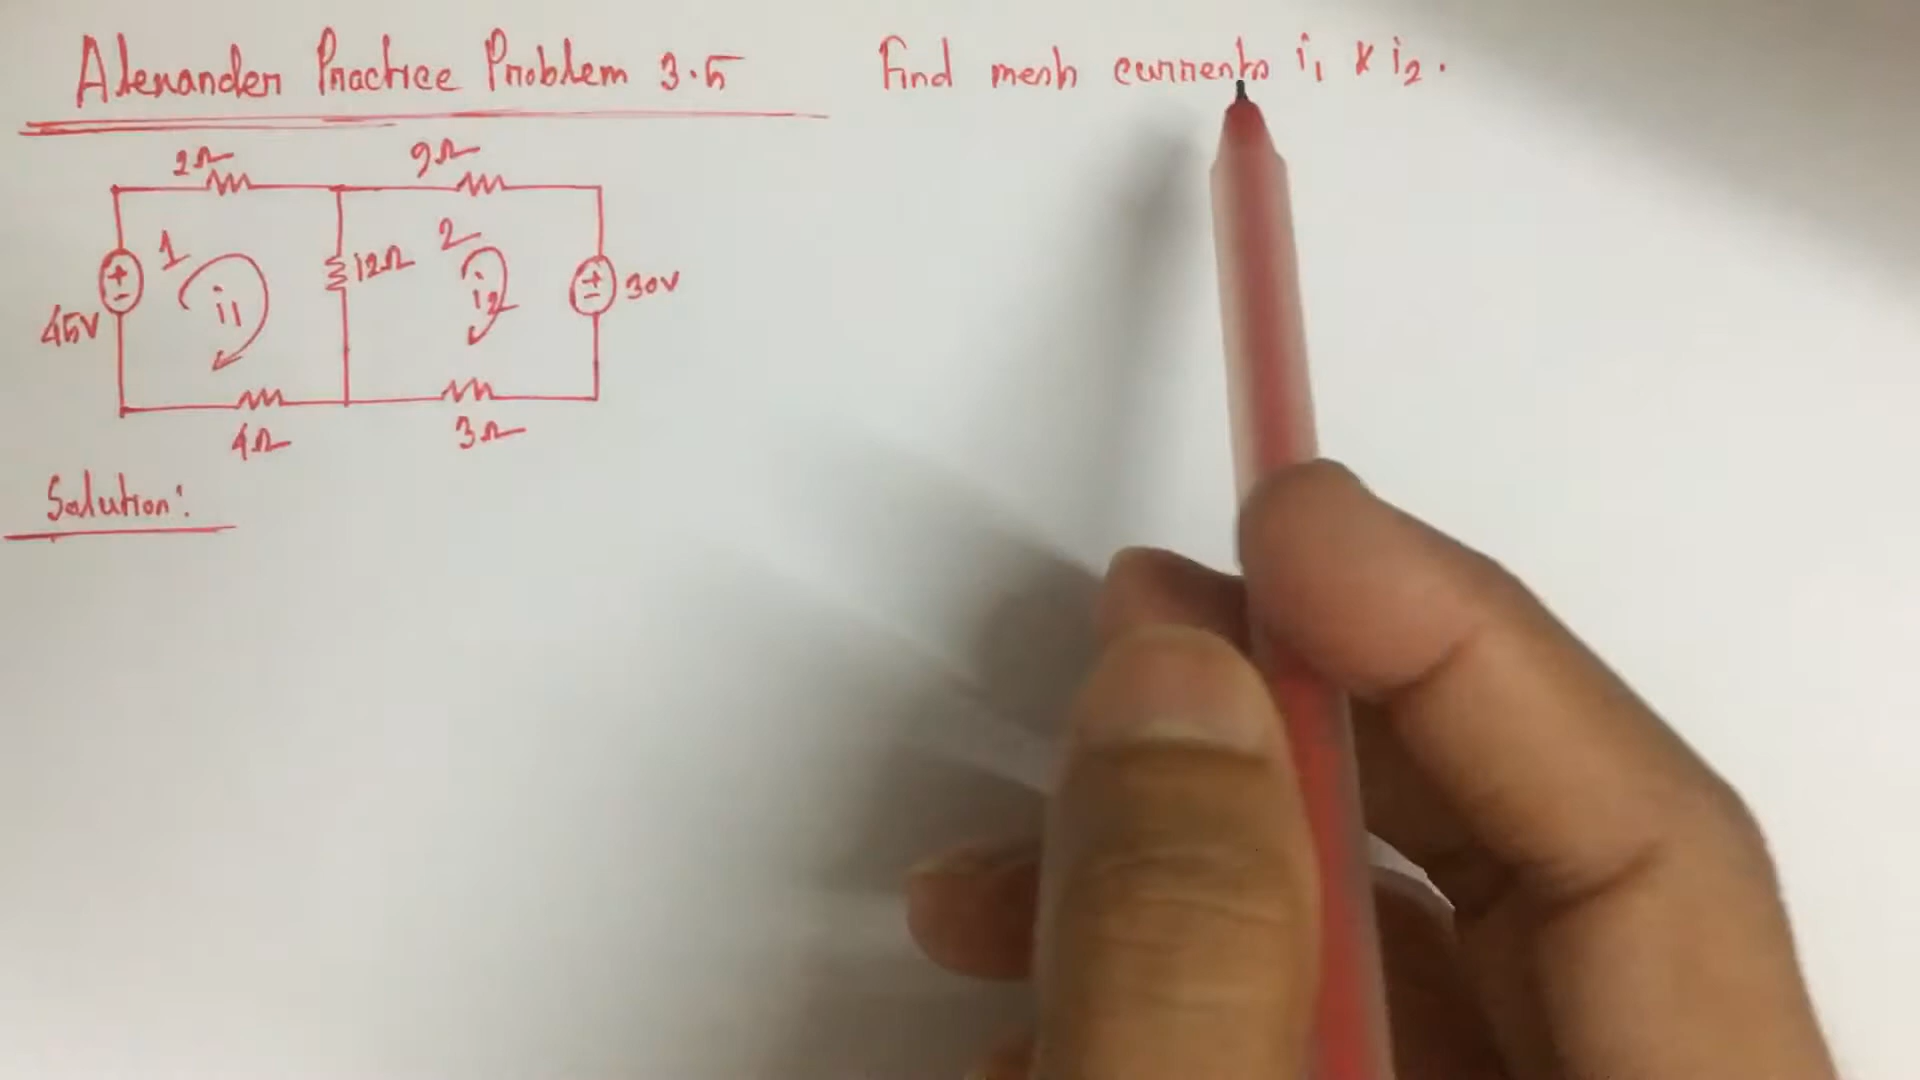 Alexander Practice Problem 3.5
Find mesh currents i1 & i2.
2Ω
9Ω
1
2
12Ω
+
-
i1
i2
+
-
30V
45V
4Ω
3Ω
Solution: